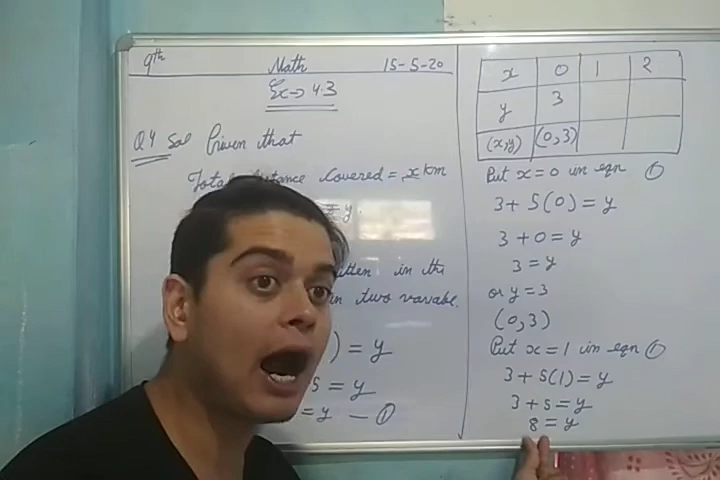 9th Math 15-5-20
Ex→ 4.3
Q4 Sol Given that
Total distance covered = x km
= y.
written in the
in two variable.
) = y
5 = y
= y — ①
x 0 1 2
y 3
(x,y) (0,3)
Put x = 0 in eqn ①
3 + 5(0) = y
3 + 0 = y
3 = y
or y = 3
(0,3)
Put x = 1 in eqn ①
3 + 5(1) = y
3 + 5 = y
8 = y